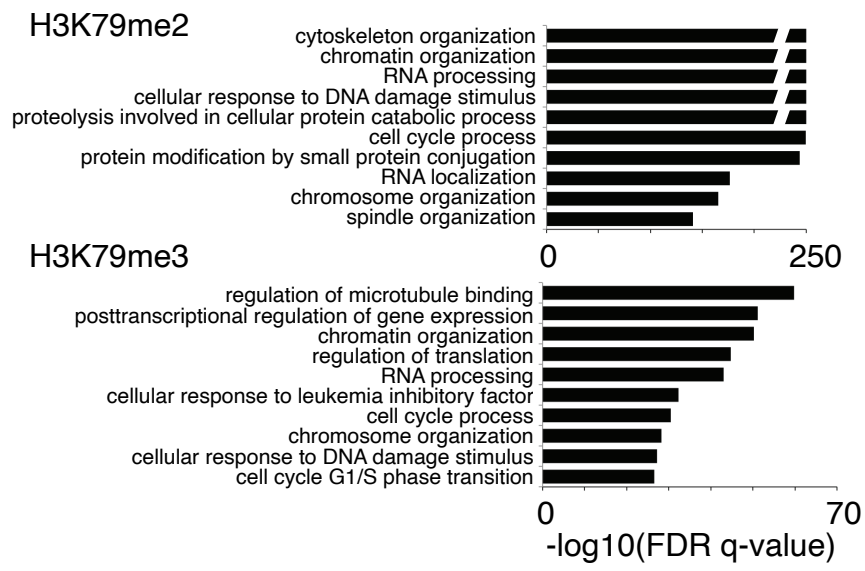 H3K79me2
cytoskeleton organization
chromatin organization
RNA processing
cellular response to DNA damage stimulus
proteolysis involved in cellular protein catabolic process
cell cycle process
protein modification by small protein conjugation
RNA localization
chromosome organization
spindle organization
0 250
H3K79me3
regulation of microtubule binding
posttranscriptional regulation of gene expression
chromatin organization
regulation of translation
RNA processing
cellular response to leukemia inhibitory factor
cell cycle process
chromosome organization
cellular response to DNA damage stimulus
cell cycle G1/S phase transition
0 70
-log10(FDR q-value)